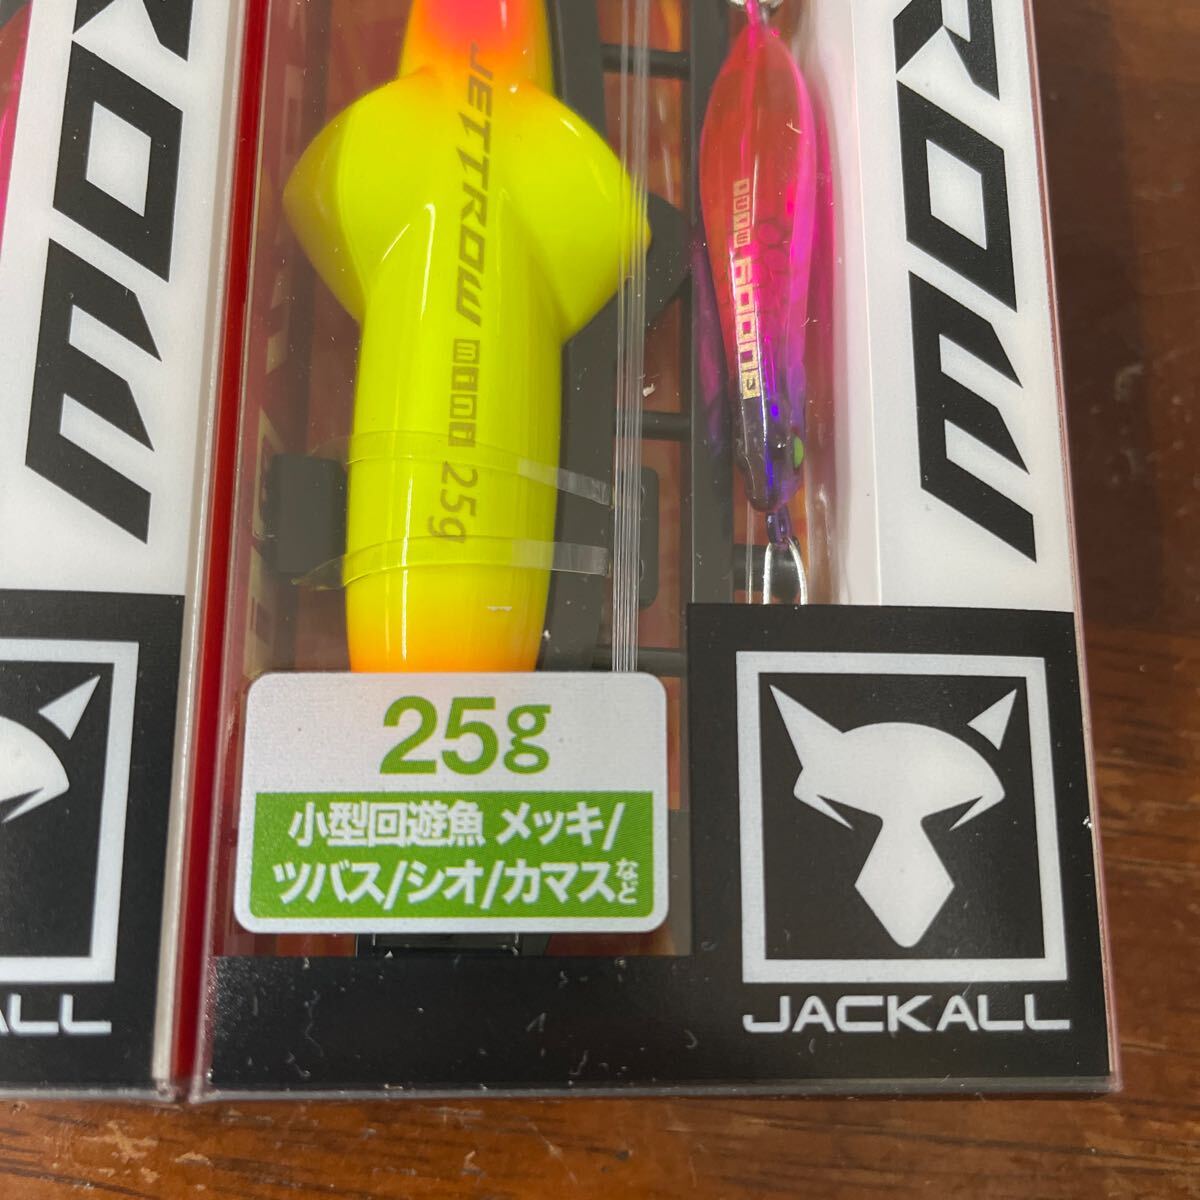 ROW
ROW
JETTROW MINI 25g
25g
小型回遊魚 メッキ/
ツバス/シオ/カマスなど
ALL
JACKALL